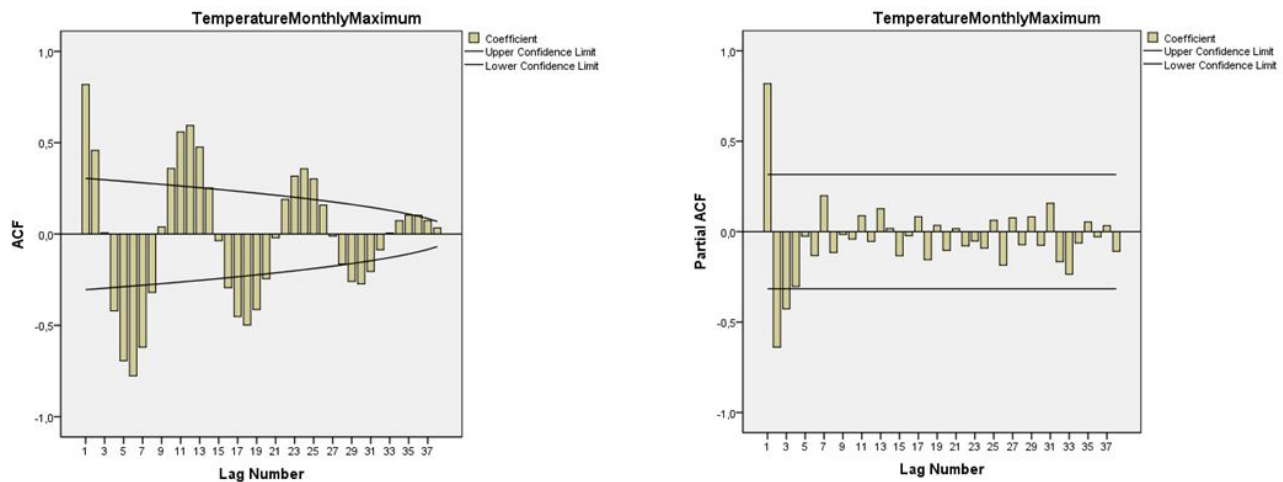 TemperatureMonthlyMaximum
Coefficient
Upper Confidence Limit
Lower Confidence Limit
1,0
0,5
0,0
-0,5
-1,0
ACF
1 3 5 7 9 11 13 15 17 19 21 23 25 27 29 31 33 35 37
Lag Number
TemperatureMonthlyMaximum
Coefficient
Upper Confidence Limit
Lower Confidence Limit
1,0
0,5
0,0
-0,5
-1,0
Partial ACF
1 3 5 7 9 11 13 15 17 19 21 23 25 27 29 31 33 35 37
Lag Number